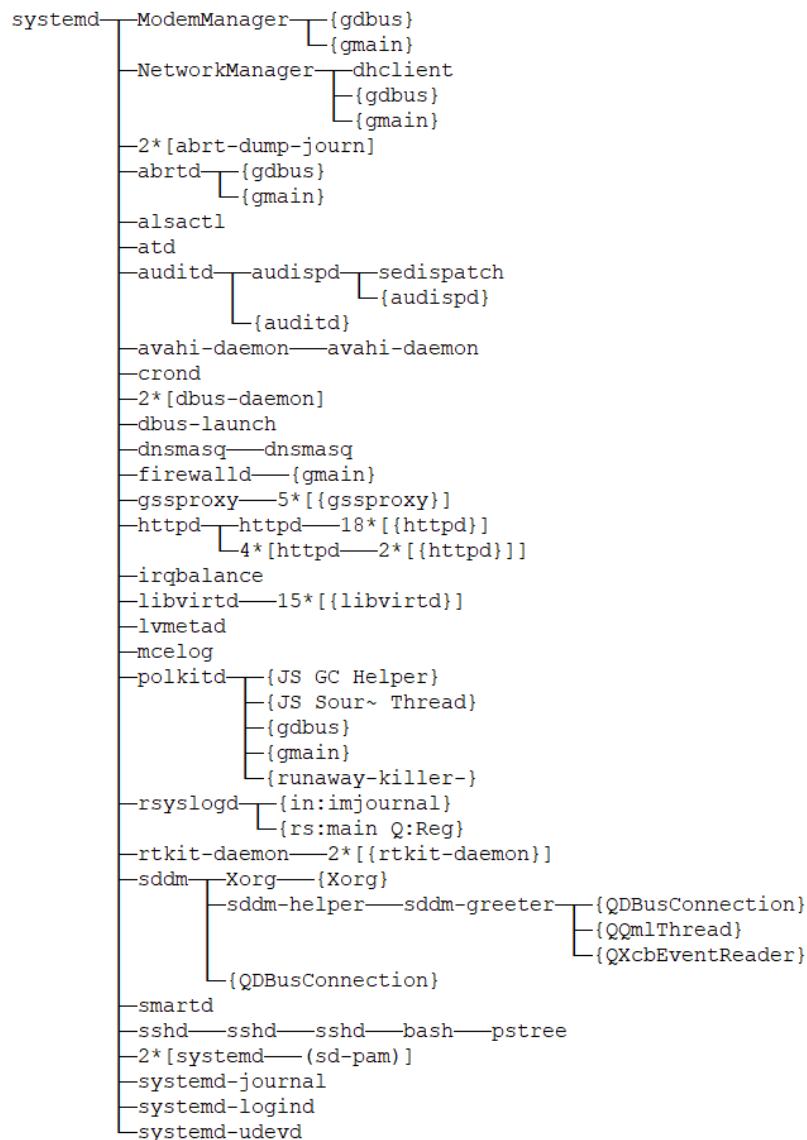 systemd─┬─ModemManager─┬─{gdbus}
        │              └─{gmain}
        ├─NetworkManager─┬─dhclient
        │                ├─{gdbus}
        │                └─{gmain}
        ├─2*[abrt-dump-journ]
        ├─abrtd─┬─{gdbus}
        │       └─{gmain}
        ├─alsactl
        ├─atd
        ├─auditd─┬─audispd─┬─sedispatch
        │        │         └─{audispd}
        │        └─{auditd}
        ├─avahi-daemon───avahi-daemon
        ├─crond
        ├─2*[dbus-daemon]
        ├─dbus-launch
        ├─dnsmasq───dnsmasq
        ├─firewalld───{gmain}
        ├─gssproxy───5*[{gssproxy}]
        ├─httpd─┬─httpd───18*[{httpd}]
        │       └─4*[httpd───2*[{httpd}]]
        ├─irqbalance
        ├─libvirtd───15*[{libvirtd}]
        ├─lvmetad
        ├─mcelog
        ├─polkitd─┬─{JS GC Helper}
        │         ├─{JS Sour~ Thread}
        │         ├─{gdbus}
        │         ├─{gmain}
        │         └─{runaway-killer-}
        ├─rsyslogd─┬─{in:imjournal}
        │          └─{rs:main Q:Reg}
        ├─rtkit-daemon───2*[{rtkit-daemon}]
        ├─sddm─┬─Xorg───{Xorg}
        │      ├─sddm-helper───sddm-greeter─┬─{QDBusConnection}
        │      │                            ├─{QQmlThread}
        │      │                            └─{QXcbEventReader}
        │      └─{QDBusConnection}
        ├─smartd
        ├─sshd───sshd───sshd───bash───pstree
        ├─2*[systemd───(sd-pam)]
        ├─systemd-journal
        ├─systemd-logind
        └─systemd-udevd